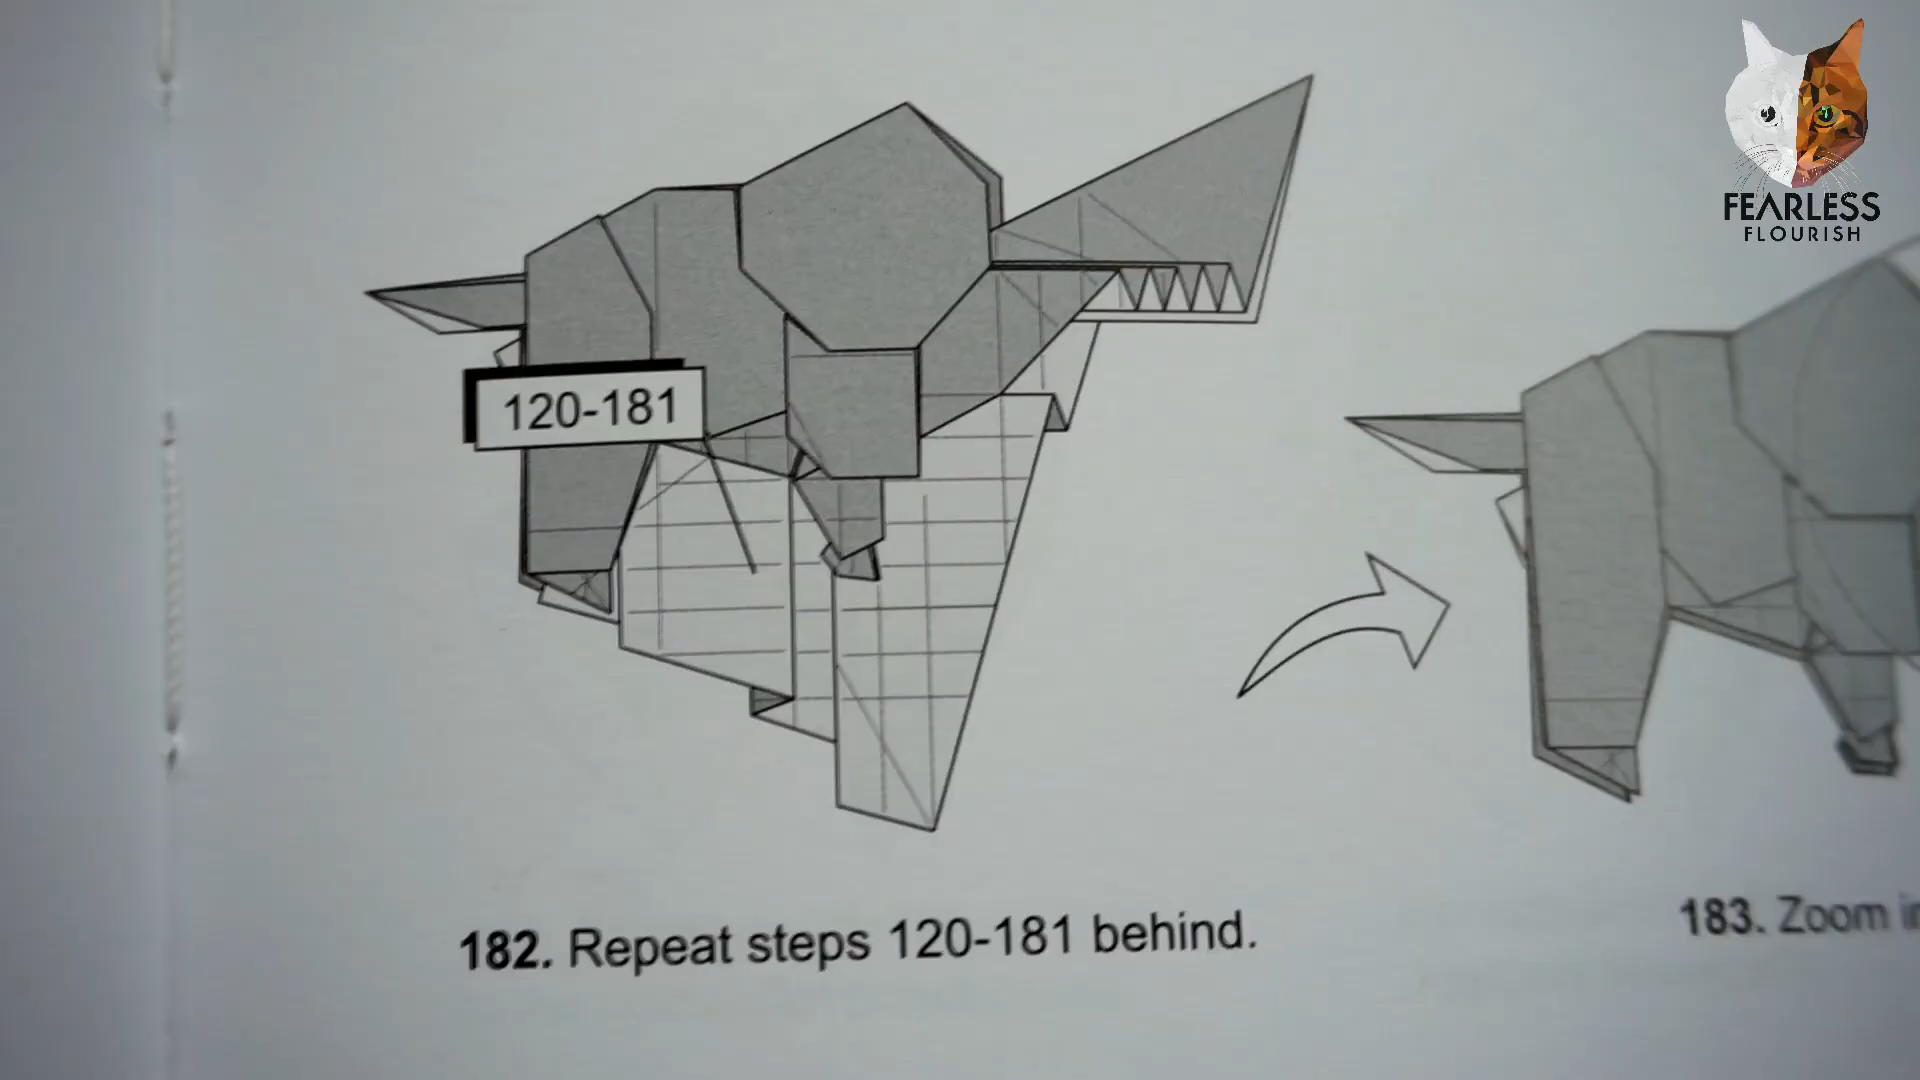 FEARLESS
FLOURISH
120-181
182. Repeat steps 120-181 behind.
183. Zoom